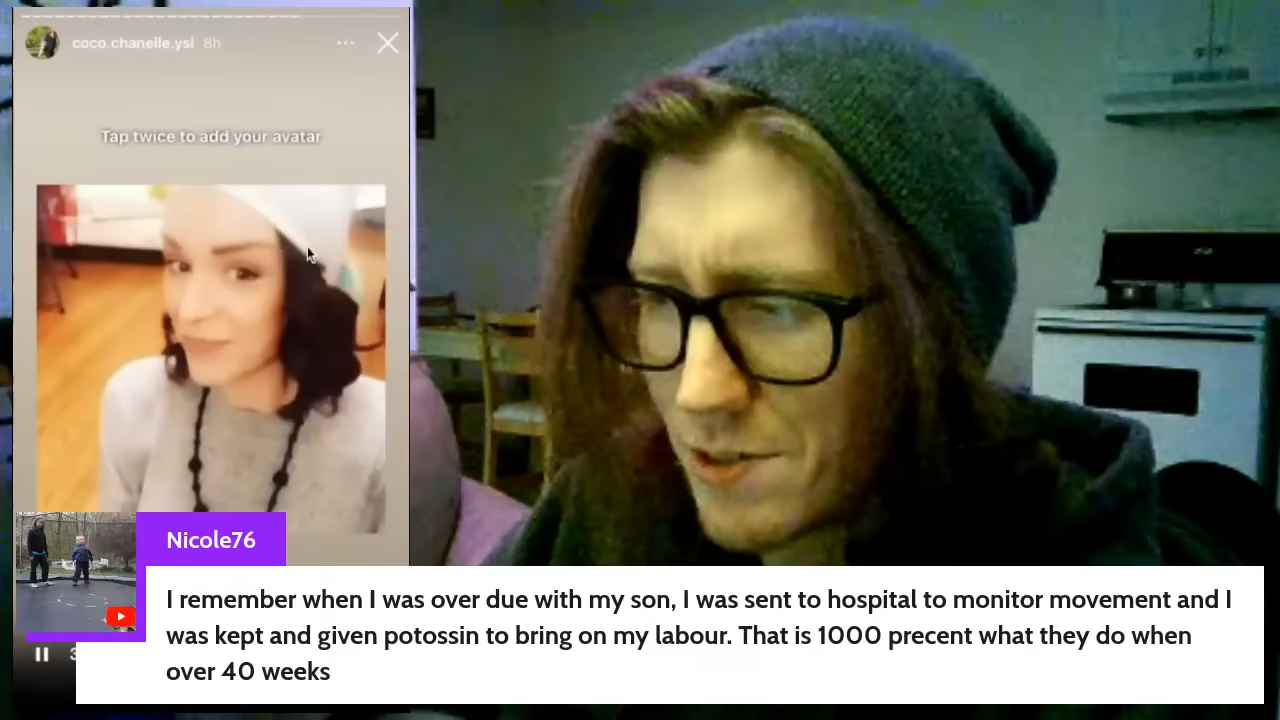 coco.chanelle.ysl 8h
Tap twice to add your avatar
Nicole76
I remember when I was over due with my son, I was sent to hospital to monitor movement and I
was kept and given potossin to bring on my labour. That is 1000 precent what they do when
over 40 weeks